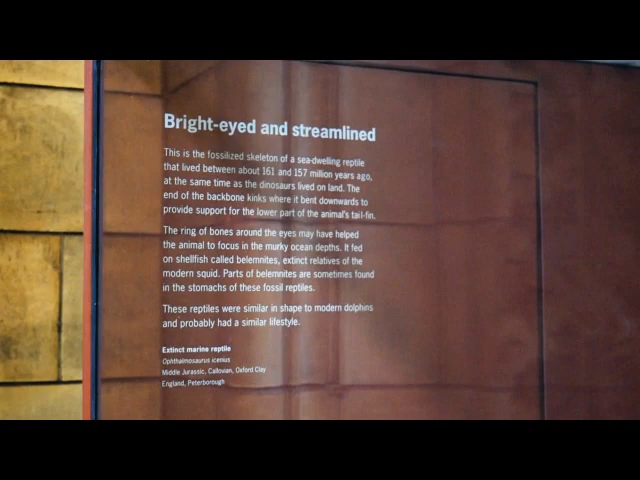 Bright-eyed and streamlined
This is the fossilized skeleton of a sea-dwelling reptile
that lived between about 161 and 157 million years ago,
at the same time as the dinosaurs lived on land. The
end of the backbone kinks where it bent downwards to
provide support for the lower part of the animal's tail-fin.
The ring of bones around the eyes may have helped
the animal to focus in the murky ocean depths. It fed
on shellfish called belemnites, extinct relatives of the
modern squid. Parts of belemnites are sometimes found
in the stomachs of these fossil reptiles.
These reptiles were similar in shape to modern dolphins
and probably had a similar lifestyle.
Extinct marine reptile
Ophthalmosaurus icenius
Middle Jurassic, Callovian, Oxford Clay
England, Peterborough